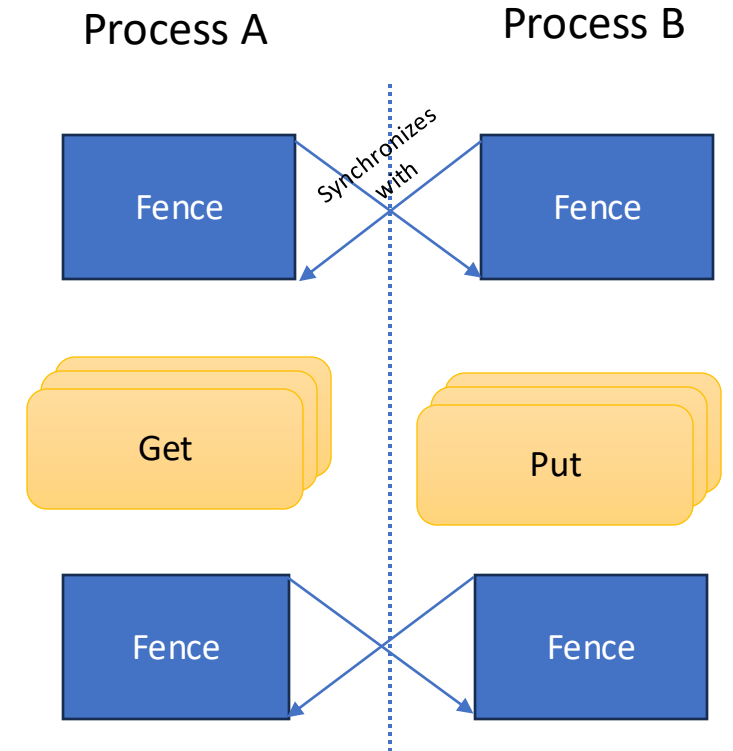 Process A
Process B
Synchronizes
with
Fence
Fence
Get
Put
Fence
Fence